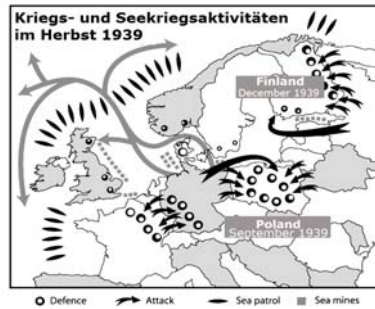 Kriegs- und Seekriegsaktivitäten
im Herbst 1939
Finland
December 1939
Poland
September 1939
Defence Attack Sea patrol Sea mines